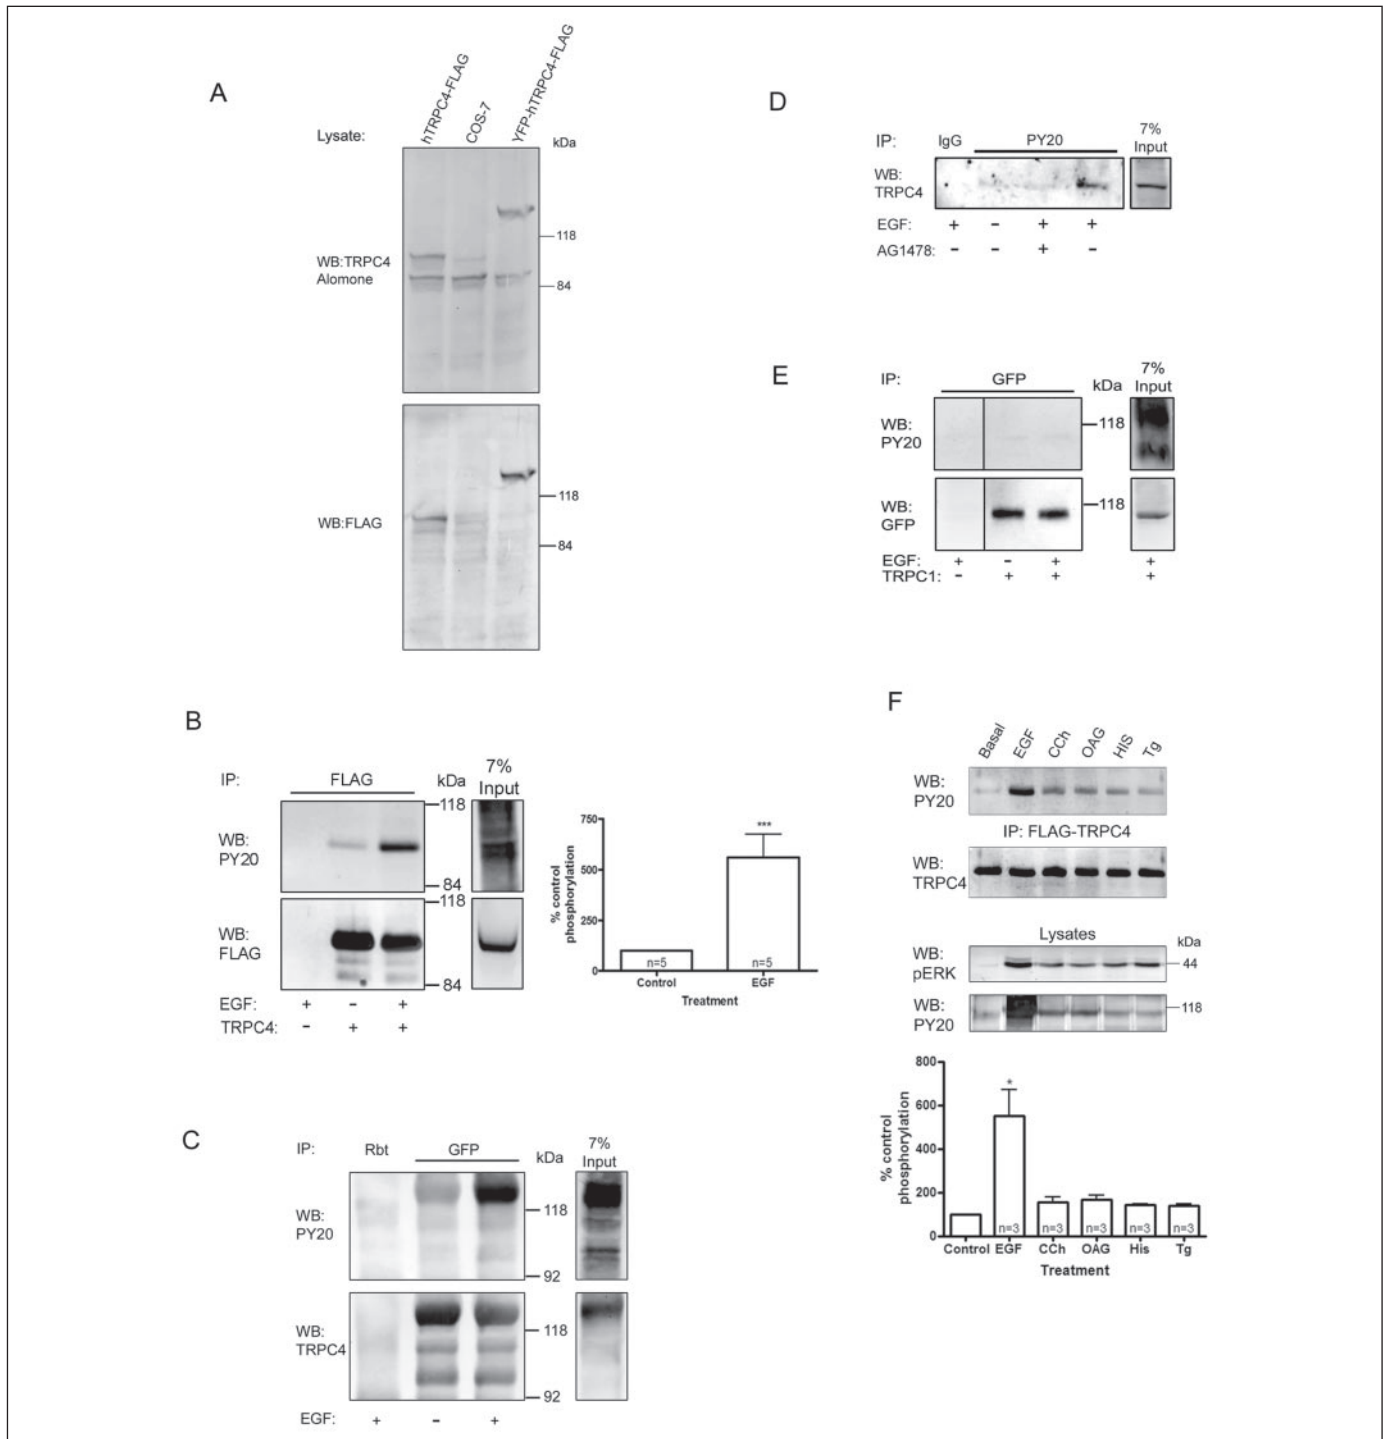 A
Lysate:
hTRPC4-FLAG
COS-7
YFP-hTRPC4-FLAG
kDa
118
WB:TRPC4
Alomone
84
118
WB:FLAG
84
B
IP:
FLAG
kDa
7%
Input
118
WB:
PY20
84
118
WB:
FLAG
84
EGF: + - +
TRPC4: - + +
750
500
250
0
% control
phosphorylation
***
n=5 n=5
Control EGF
Treatment
C
IP: Rbt GFP kDa
7%
Input
WB:
PY20
118
92
WB:
TRPC4
118
92
EGF: + - +
D
IP: IgG PY20
7%
Input
WB:
TRPC4
EGF: + - + +
AG1478: - - + -
E
IP: GFP kDa
7%
Input
WB:
PY20
118
WB:
GFP
118
EGF: + - + +
TRPC1: - + + +
F
Basal
EGF
CCh
OAG
HIS
Tg
WB:
PY20
IP: FLAG-TRPC4
WB:
TRPC4
Lysates
kDa
WB:
pERK
44
WB:
PY20
118
800
600
400
200
0
% control
phosphorylation
*
n=3 n=3 n=3 n=3 n=3
Control EGF CCh OAG His Tg
Treatment